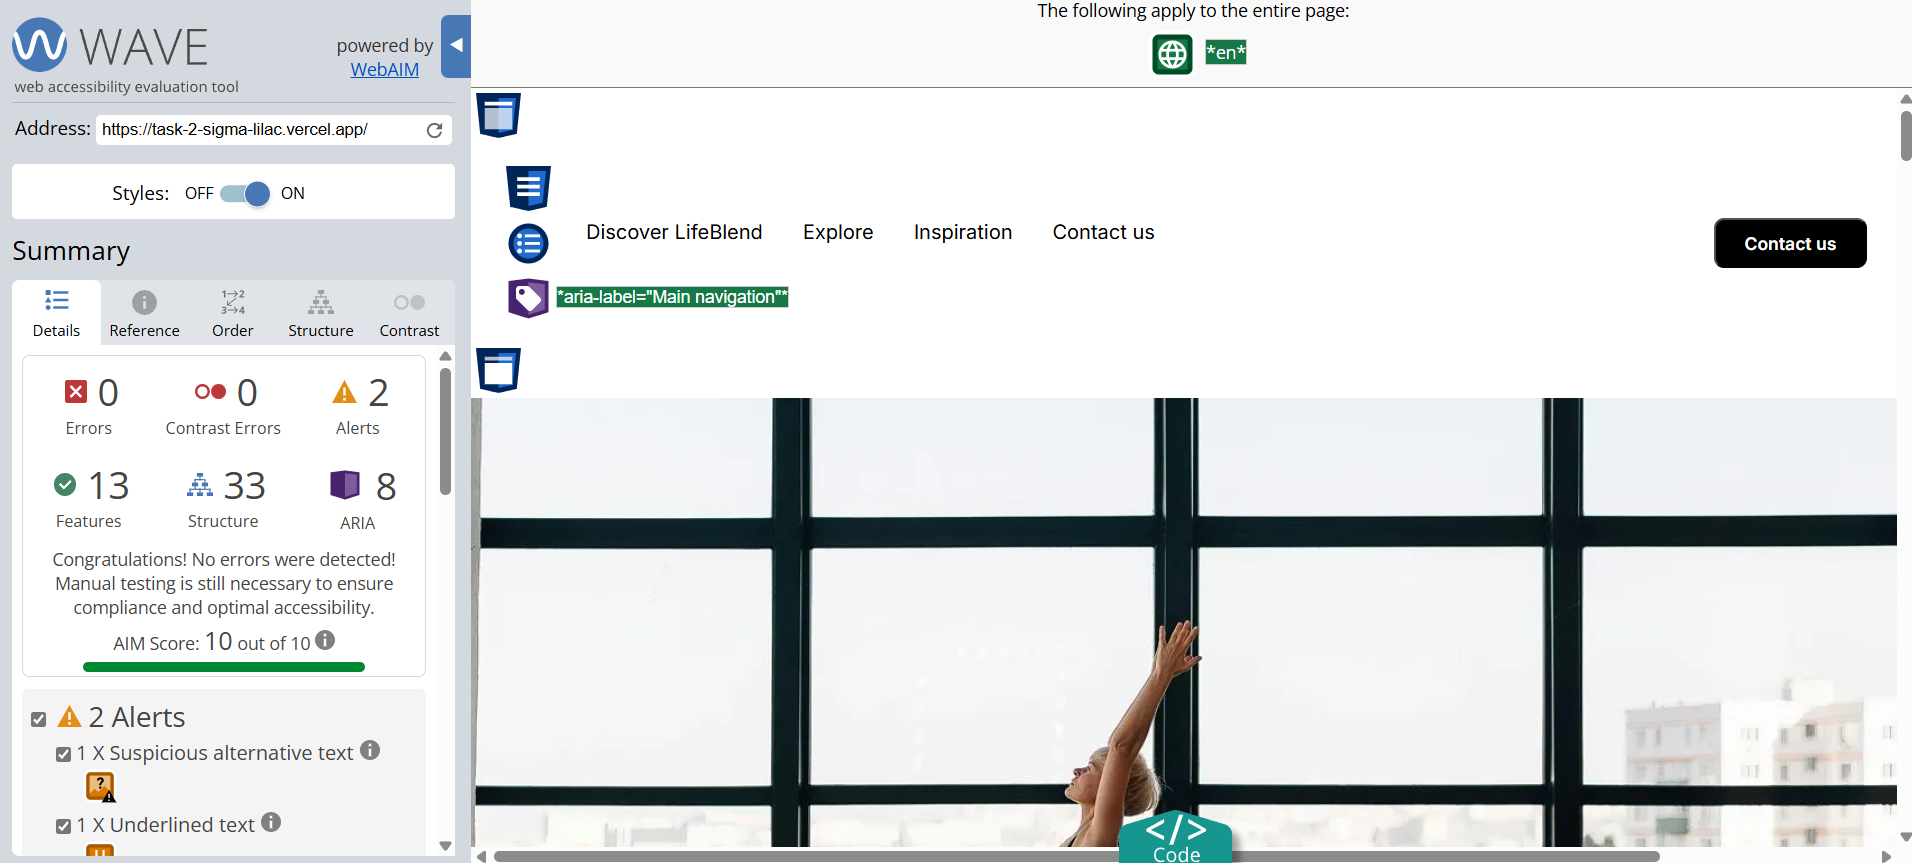 WAVE
web accessibility evaluation tool
powered by
WebAIM
Address: https://task-2-sigma-lilac.vercel.app/
Styles: OFF ON
Summary
Details
Reference
1→2
3→4
Order
Structure
Contrast
0
Errors
0
Contrast Errors
2
Alerts
13
Features
33
Structure
8
ARIA
Congratulations! No errors were detected!
Manual testing is still necessary to ensure
compliance and optimal accessibility.
AIM Score: 10 out of 10
2 Alerts
1 X Suspicious alternative text
1 X Underlined text
The following apply to the entire page:
*en*
Discover LifeBlend
Explore
Inspiration
Contact us
Contact us
*aria-label="Main navigation"*
</>
Code